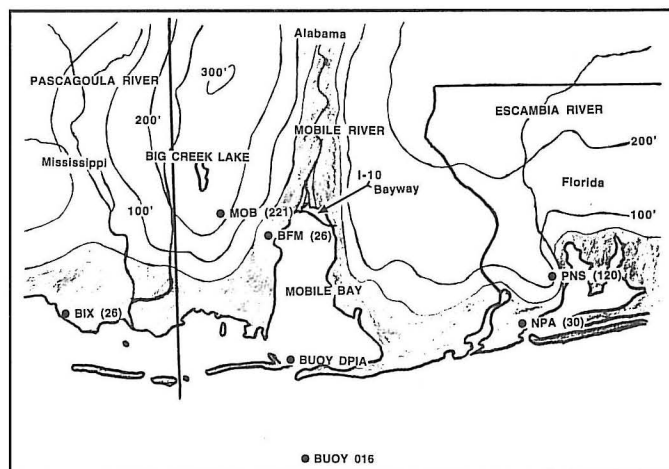 Alabama
300'
PASCAGOULA RIVER
ESCAMBIA RIVER
200'
MOBILE RIVER
200'
Mississippi
BIG CREEK LAKE
I-10
Bayway
Florida
100'
MOB (221)
100'
BFM (26)
PNS (120)
MOBILE BAY
BIX (26)
NPA (30)
BUOY DPIA
BUOY 016